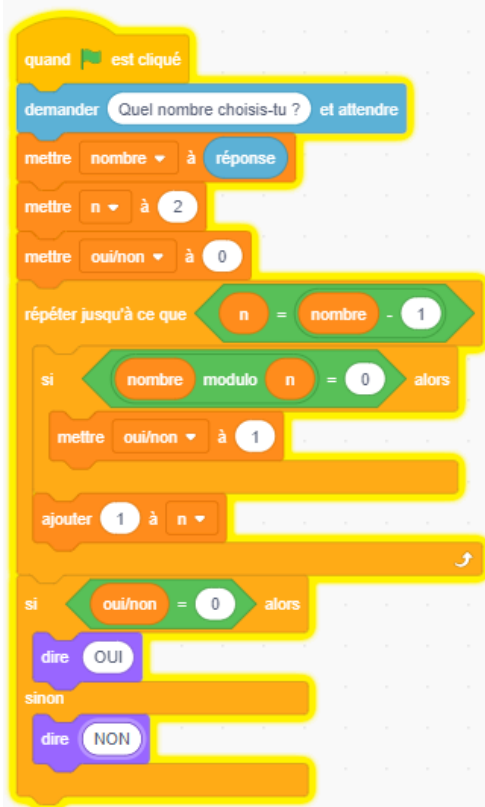 quand est cliqué
demander Quel nombre choisis-tu ? et attendre
mettre nombre à réponse
mettre n à 2
mettre oui/non à 0
répéter jusqu'à ce que n = nombre - 1
si nombre modulo n = 0 alors
mettre oui/non à 1
ajouter 1 à n
si oui/non = 0 alors
dire OUI
sinon
dire NON